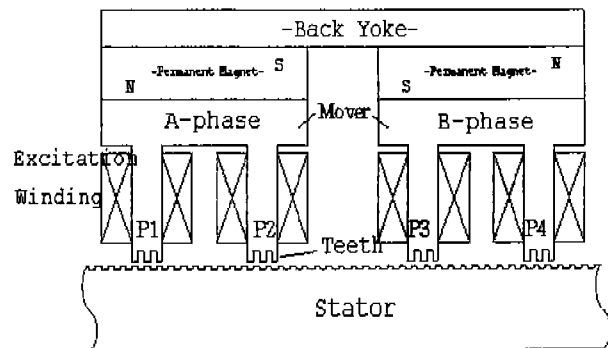 -Back Yoke-
N -Permanent Magnet- S
S -Permanent Magnet- N
A-phase Mover B-phase
Excitation
Winding
P1 P2 P3 P4
Teeth
Stator